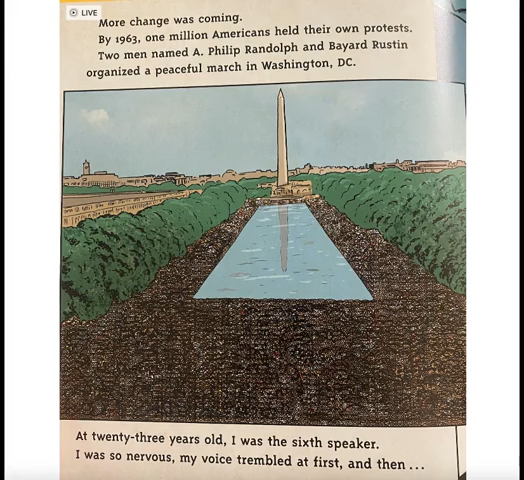 LIVE
More change was coming.
By 1963, one million Americans held their own protests.
Two men named A. Philip Randolph and Bayard Rustin
organized a peaceful march in Washington, DC.
At twenty-three years old, I was the sixth speaker.
I was so nervous, my voice trembled at first, and then...